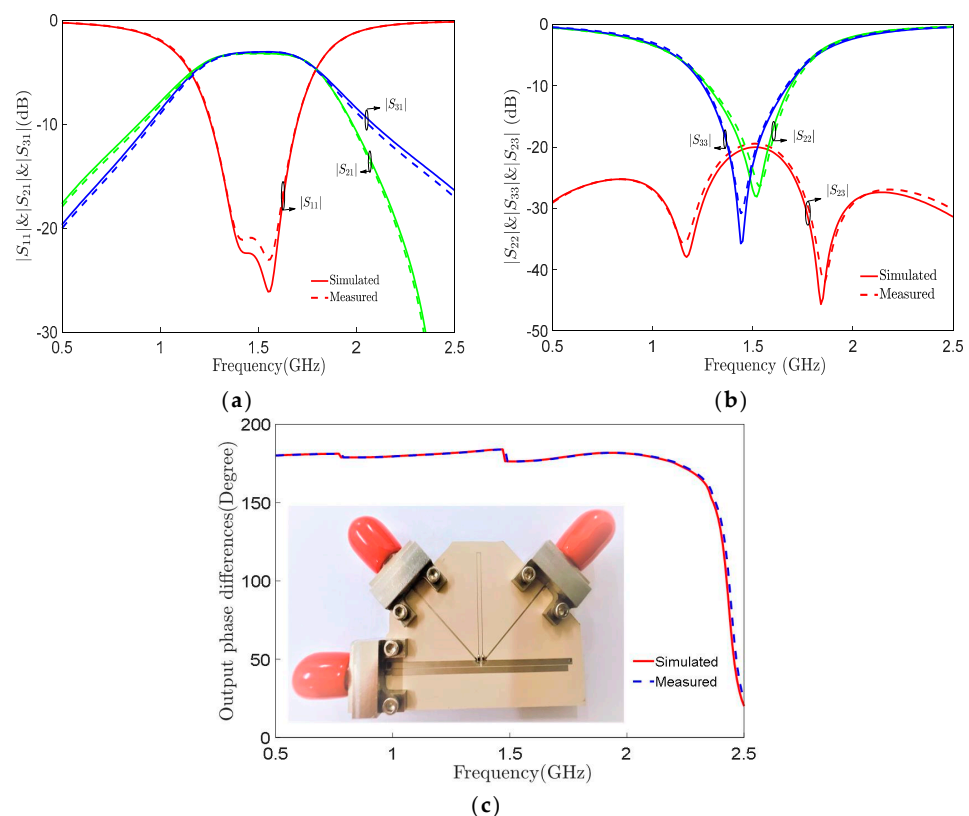 0
-10
-20
-30
|S11|&|S21|&|S31|(dB)
|S31|
|S21|
|S11|
Simulated
Measured
0.5 1 1.5 2 2.5
Frequency(GHz)
(a)
0
-10
-20
-30
-40
-50
|S22|&|S33|&|S23| (dB)
|S33|
|S22|
|S23|
Simulated
Measured
0.5 1 1.5 2 2.5
Frequency (GHz)
(b)
200
150
100
50
0
Output phase differences(Degree)
Simulated
Measured
0.5 1 1.5 2 2.5
Frequency(GHz)
(c)